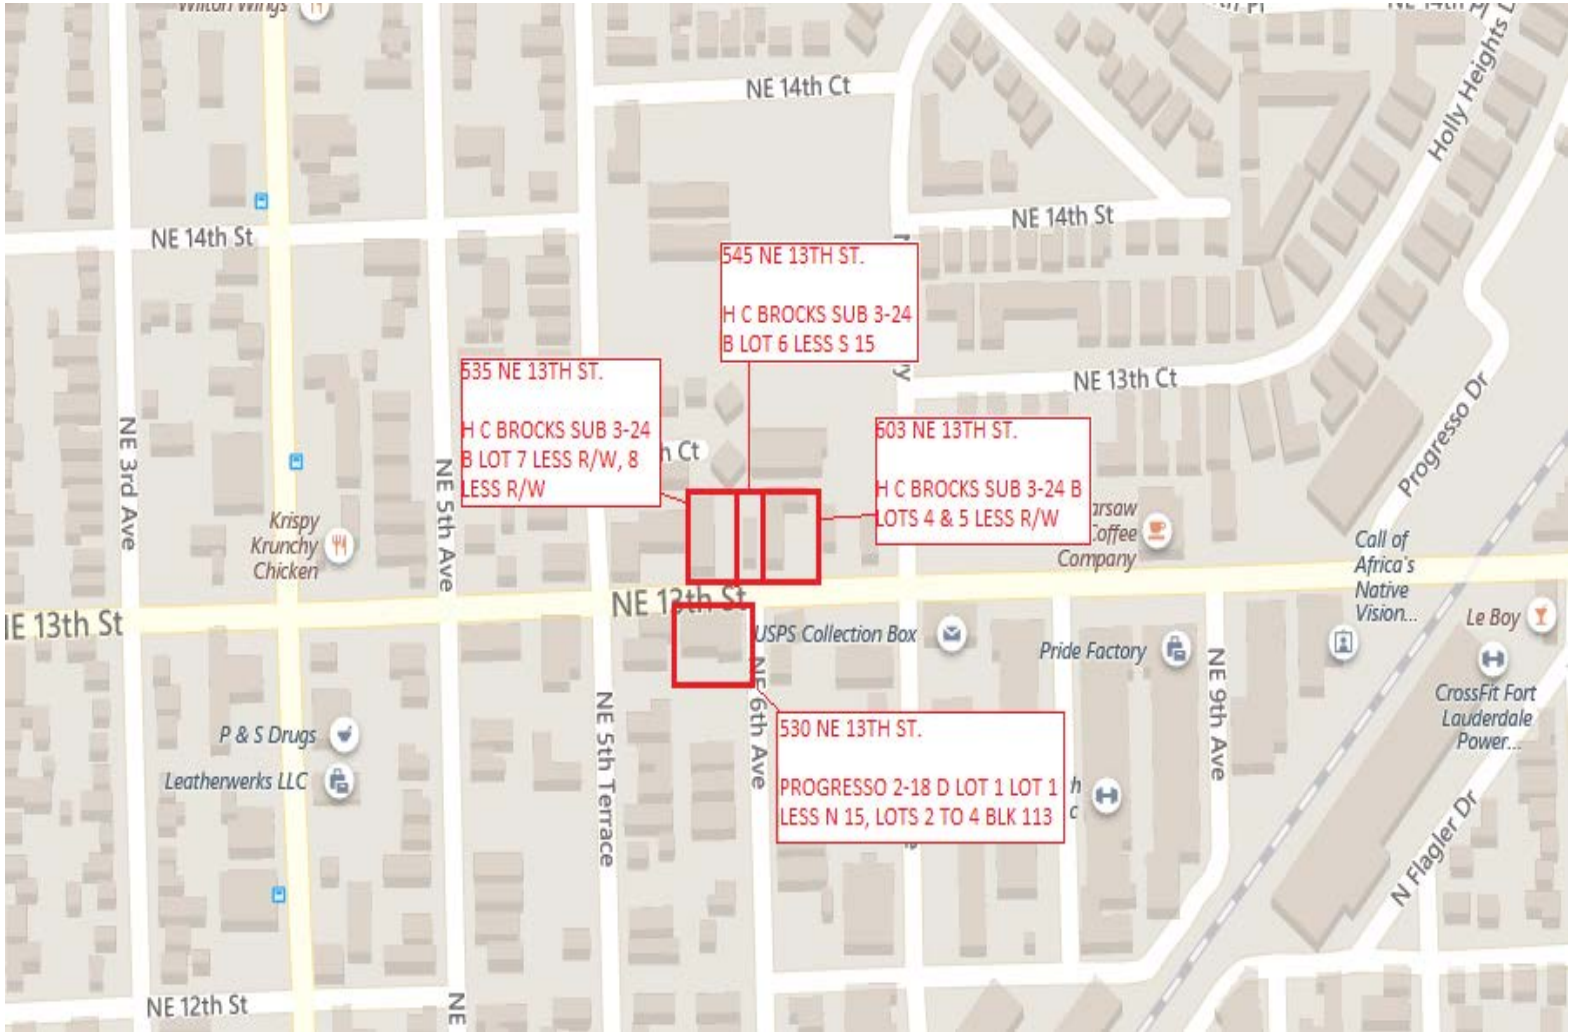 Wilton Wings
NE 14th Ct
Holly Heights
NE 14th St
NE 14th St
545 NE 13TH ST.
H C BROCKS SUB 3-24
B LOT 6 LESS S 15
535 NE 13TH ST.
H C BROCKS SUB 3-24
B LOT 7 LESS R/W, 8
LESS R/W
NE 13th Ct
603 NE 13TH ST.
H C BROCKS SUB 3-24 B
LOTS 4 & 5 LESS R/W
Progresso Dr
NE 3rd Ave
NE 5th Ave
Ct
Krispy
Krunchy
Chicken
Coffee
Company
Call of
Africa's
Native
Vision...
NE 13th St
NE 13th St
USPS Collection Box
Pride Factory
Le Boy
CrossFit Fort
Lauderdale
Power...
NE 9th Ave
NE 6th Ave
NE 5th Terrace
P & S Drugs
Leatherwerks LLC
530 NE 13TH ST.
PROGRESSO 2-18 D LOT 1 LOT 1
LESS N 15, LOTS 2 TO 4 BLK 113
N Flagler Dr
NE 12th St
NE